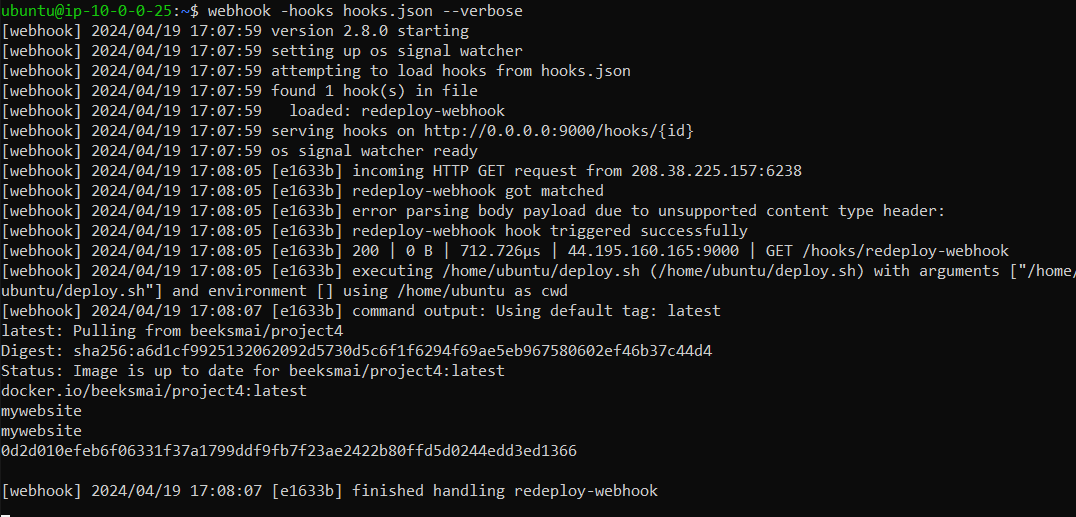 ubuntu@ip-10-0-0-25:~$ webhook -hooks hooks.json --verbose
[webhook] 2024/04/19 17:07:59 version 2.8.0 starting
[webhook] 2024/04/19 17:07:59 setting up os signal watcher
[webhook] 2024/04/19 17:07:59 attempting to load hooks from hooks.json
[webhook] 2024/04/19 17:07:59 found 1 hook(s) in file
[webhook] 2024/04/19 17:07:59   loaded: redeploy-webhook
[webhook] 2024/04/19 17:07:59 serving hooks on http://0.0.0.0:9000/hooks/{id}
[webhook] 2024/04/19 17:07:59 os signal watcher ready
[webhook] 2024/04/19 17:08:05 [e1633b] incoming HTTP GET request from 208.38.225.157:6238
[webhook] 2024/04/19 17:08:05 [e1633b] redeploy-webhook got matched
[webhook] 2024/04/19 17:08:05 [e1633b] error parsing body payload due to unsupported content type header:
[webhook] 2024/04/19 17:08:05 [e1633b] redeploy-webhook hook triggered successfully
[webhook] 2024/04/19 17:08:05 [e1633b] 200 | 0 B | 712.726µs | 44.195.160.165:9000 | GET /hooks/redeploy-webhook
[webhook] 2024/04/19 17:08:05 [e1633b] executing /home/ubuntu/deploy.sh (/home/ubuntu/deploy.sh) with arguments ["/home/
ubuntu/deploy.sh"] and environment [] using /home/ubuntu as cwd
[webhook] 2024/04/19 17:08:07 [e1633b] command output: Using default tag: latest
latest: Pulling from beeksmai/project4
Digest: sha256:a6d1cf9925132062092d5730d5c6f1f6294f69ae5eb967580602ef46b37c44d4
Status: Image is up to date for beeksmai/project4:latest
docker.io/beeksmai/project4:latest
mywebsite
mywebsite
0d2d010efeb6f06331f37a1799ddf9fb7f23ae2422b80ffd5d0244edd3ed1366
[webhook] 2024/04/19 17:08:07 [e1633b] finished handling redeploy-webhook